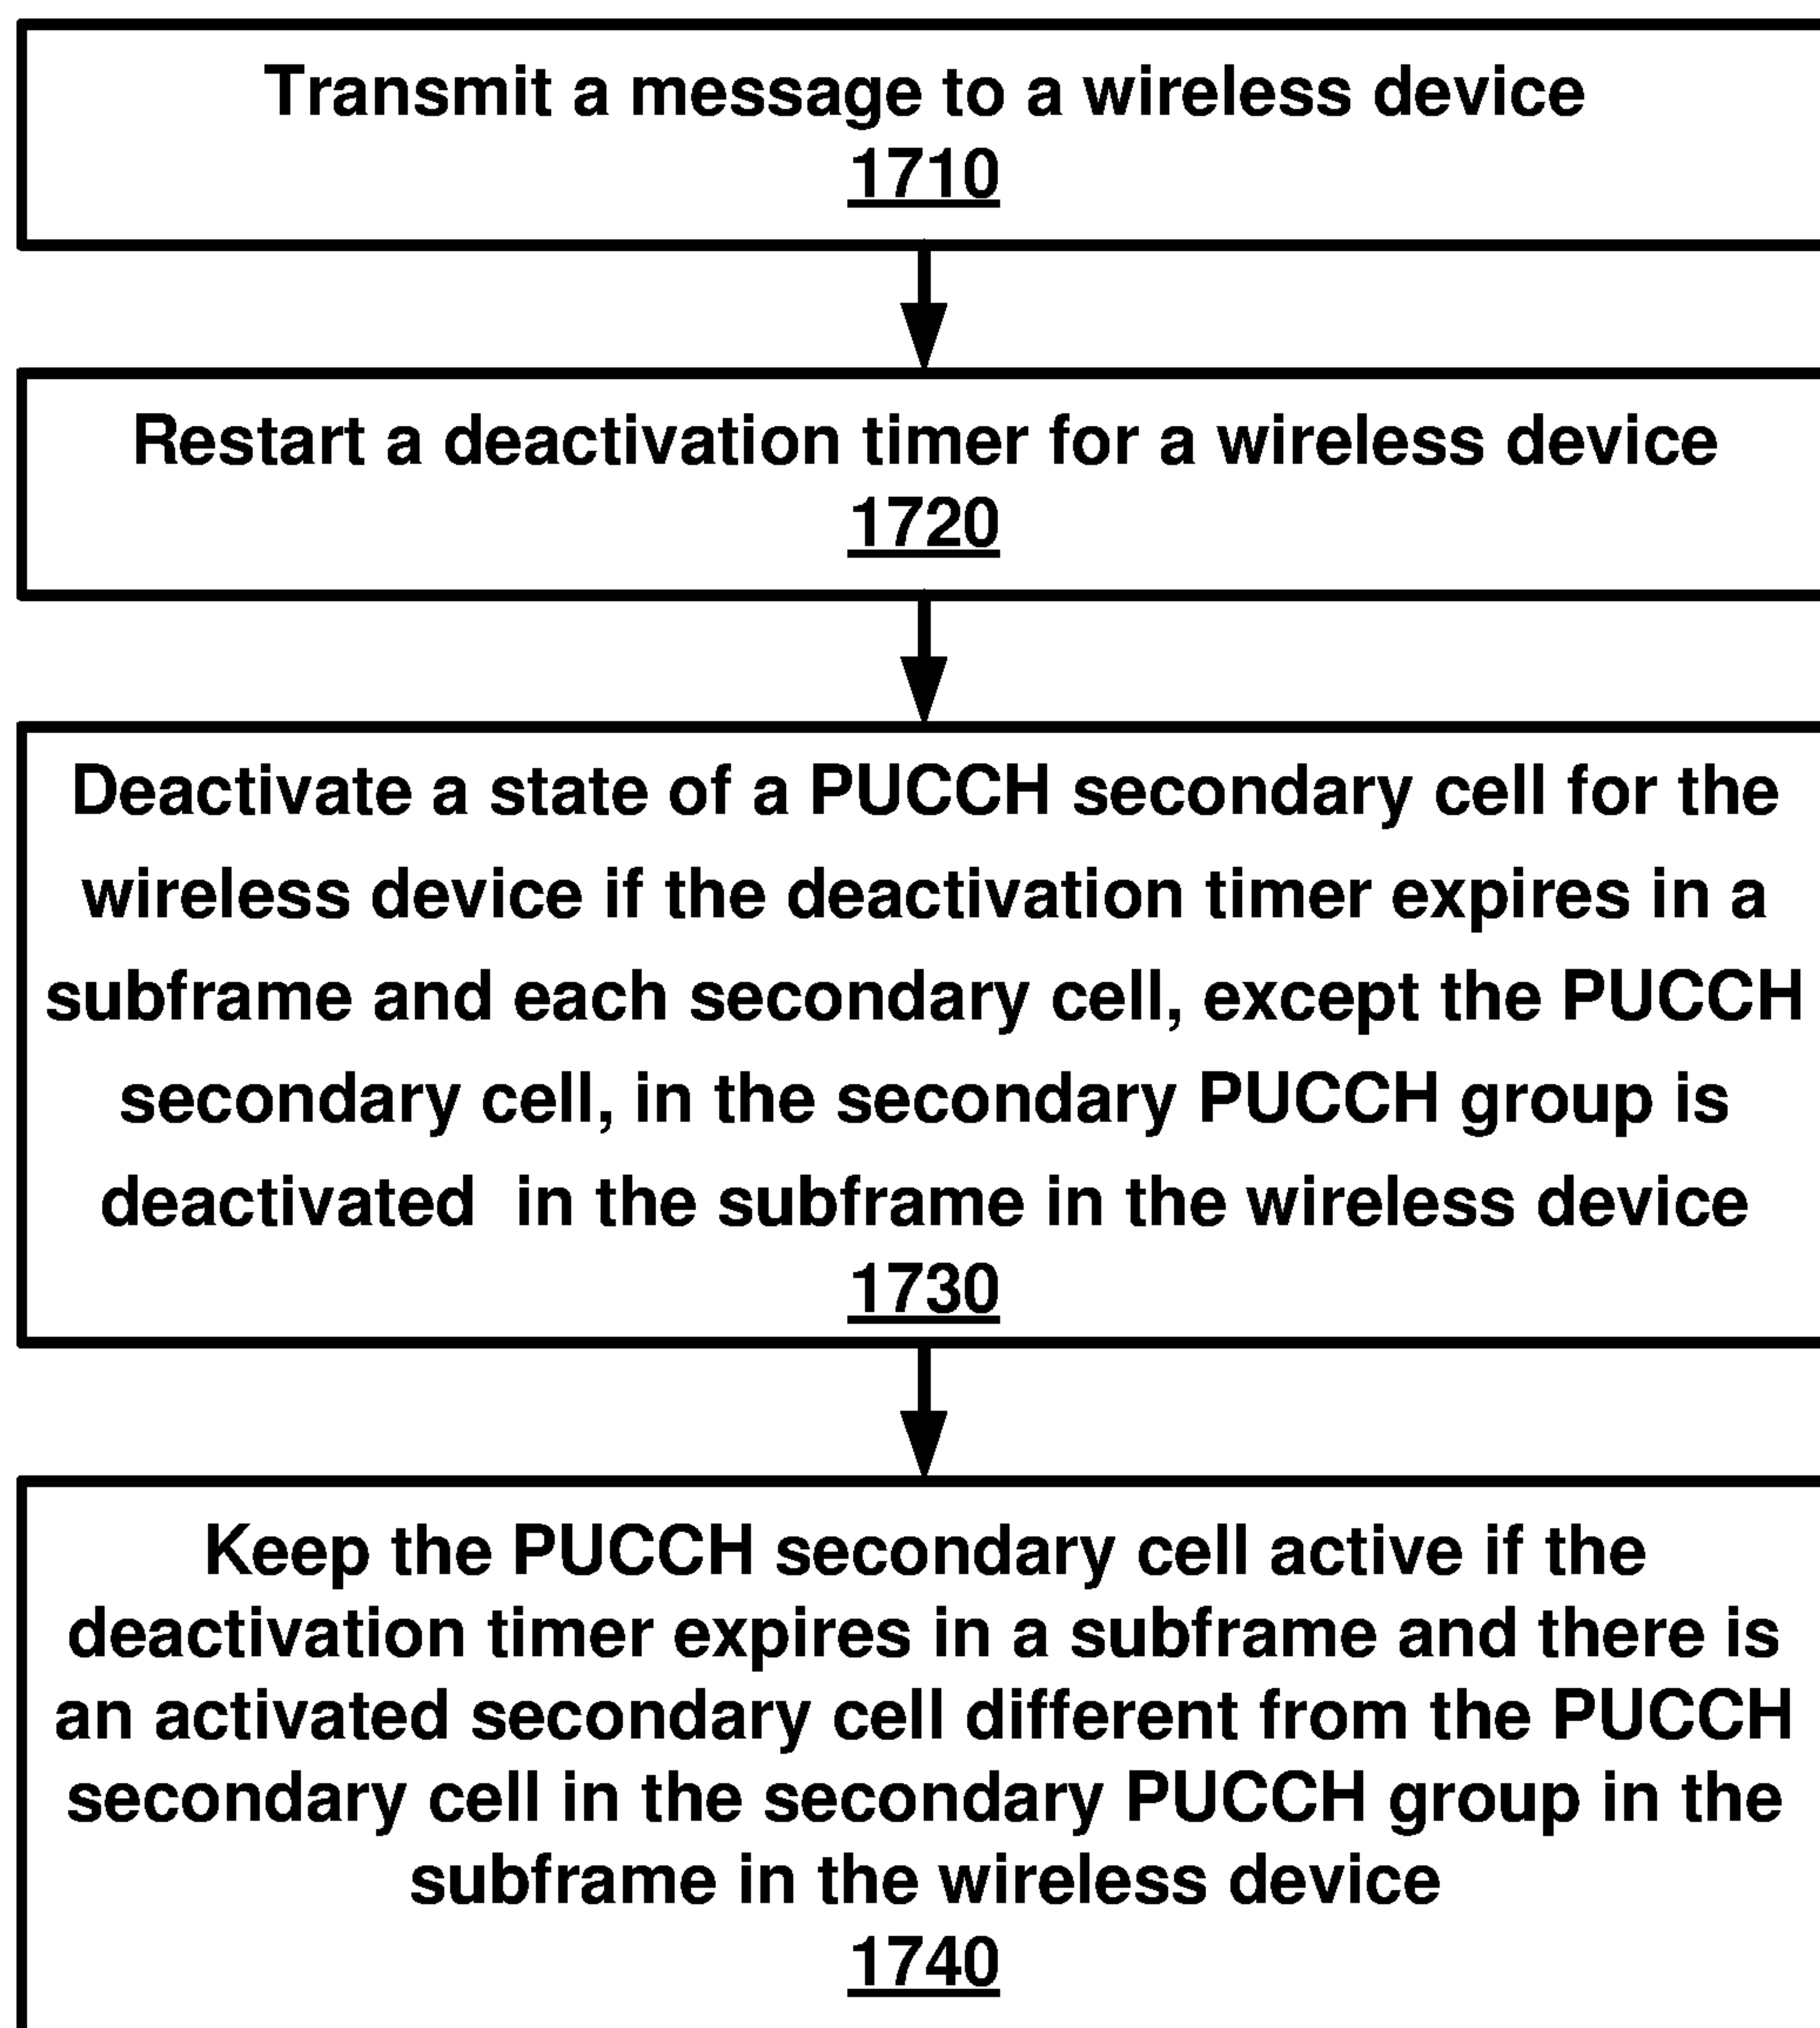 Transmit a message to a wireless device
1710
Restart a deactivation timer for a wireless device
1720
Deactivate a state of a PUCCH secondary cell for the
wireless device if the deactivation timer expires in a
subframe and each secondary cell, except the PUCCH
secondary cell, in the secondary PUCCH group is
deactivated  in the subframe in the wireless device
1730
Keep the PUCCH secondary cell active if the
deactivation timer expires in a subframe and there is
an activated secondary cell different from the PUCCH
secondary cell in the secondary PUCCH group in the
subframe in the wireless device
1740